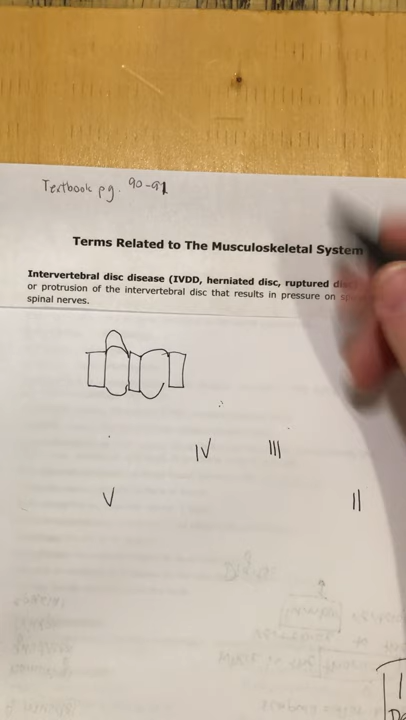 Textbook pg. 90-91
Terms Related to The Musculoskeletal System
Intervertebral disc disease (IVDD, herniated disc, ruptured disc)
or protrusion of the intervertebral disc that results in pressure on
spinal nerves.
IV III
V II